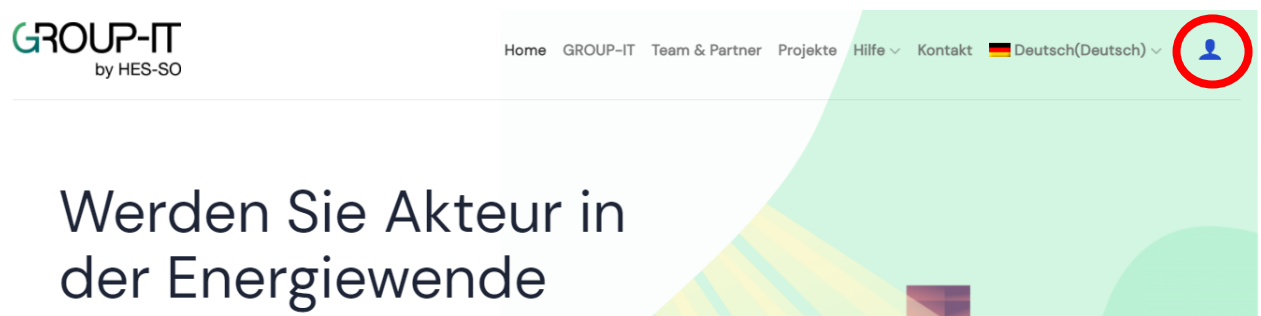 GROUP-IT
by HES-SO
Home GROUP-IT Team & Partner Projekte Hilfe Kontakt Deutsch(Deutsch)
Werden Sie Akteur in
der Energiewende